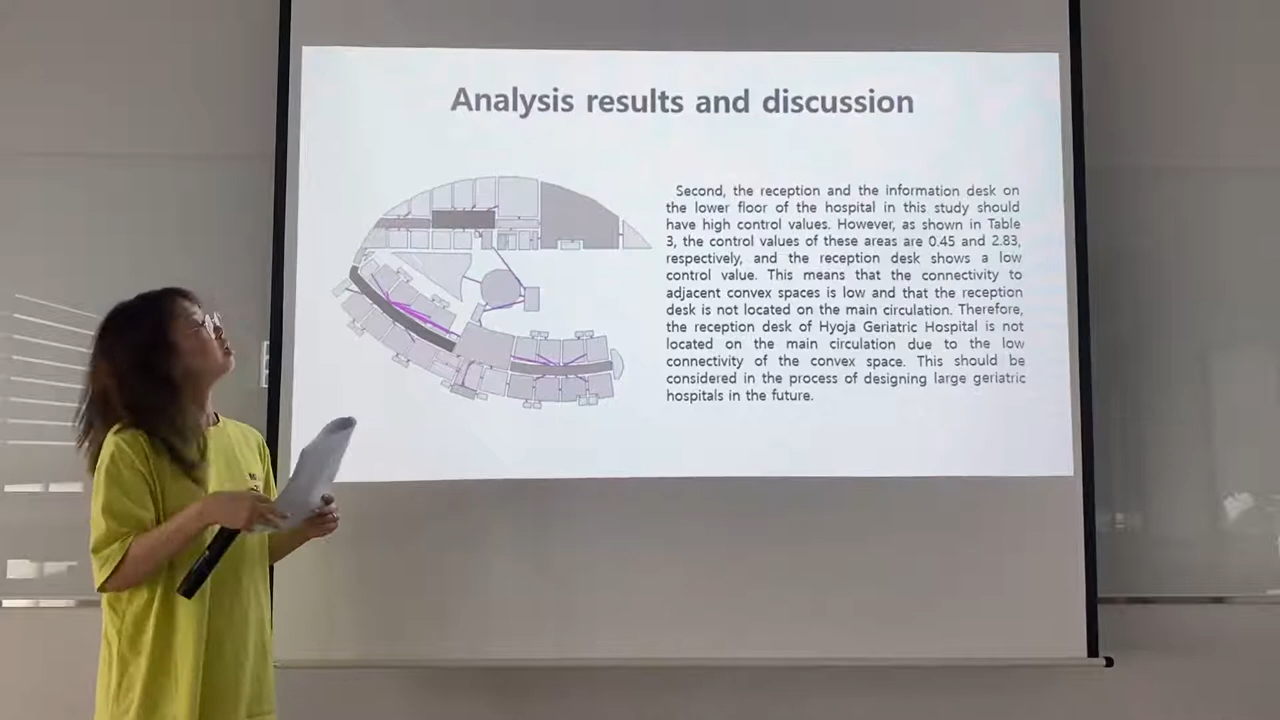 Analysis results and discussion
Second, the reception and the information desk on
the lower floor of the hospital in this study should
have high control values. However, as shown in Table
3, the control values of these areas are 0.45 and 2.83,
respectively, and the reception desk shows a low
control value. This means that the connectivity to
adjacent convex spaces is low and that the reception
desk is not located on the main circulation. Therefore,
the reception desk of Hyoja Geriatric Hospital is not
located on the main circulation due to the low
connectivity of the convex space. This should be
considered in the process of designing large geriatric
hospitals in the future.